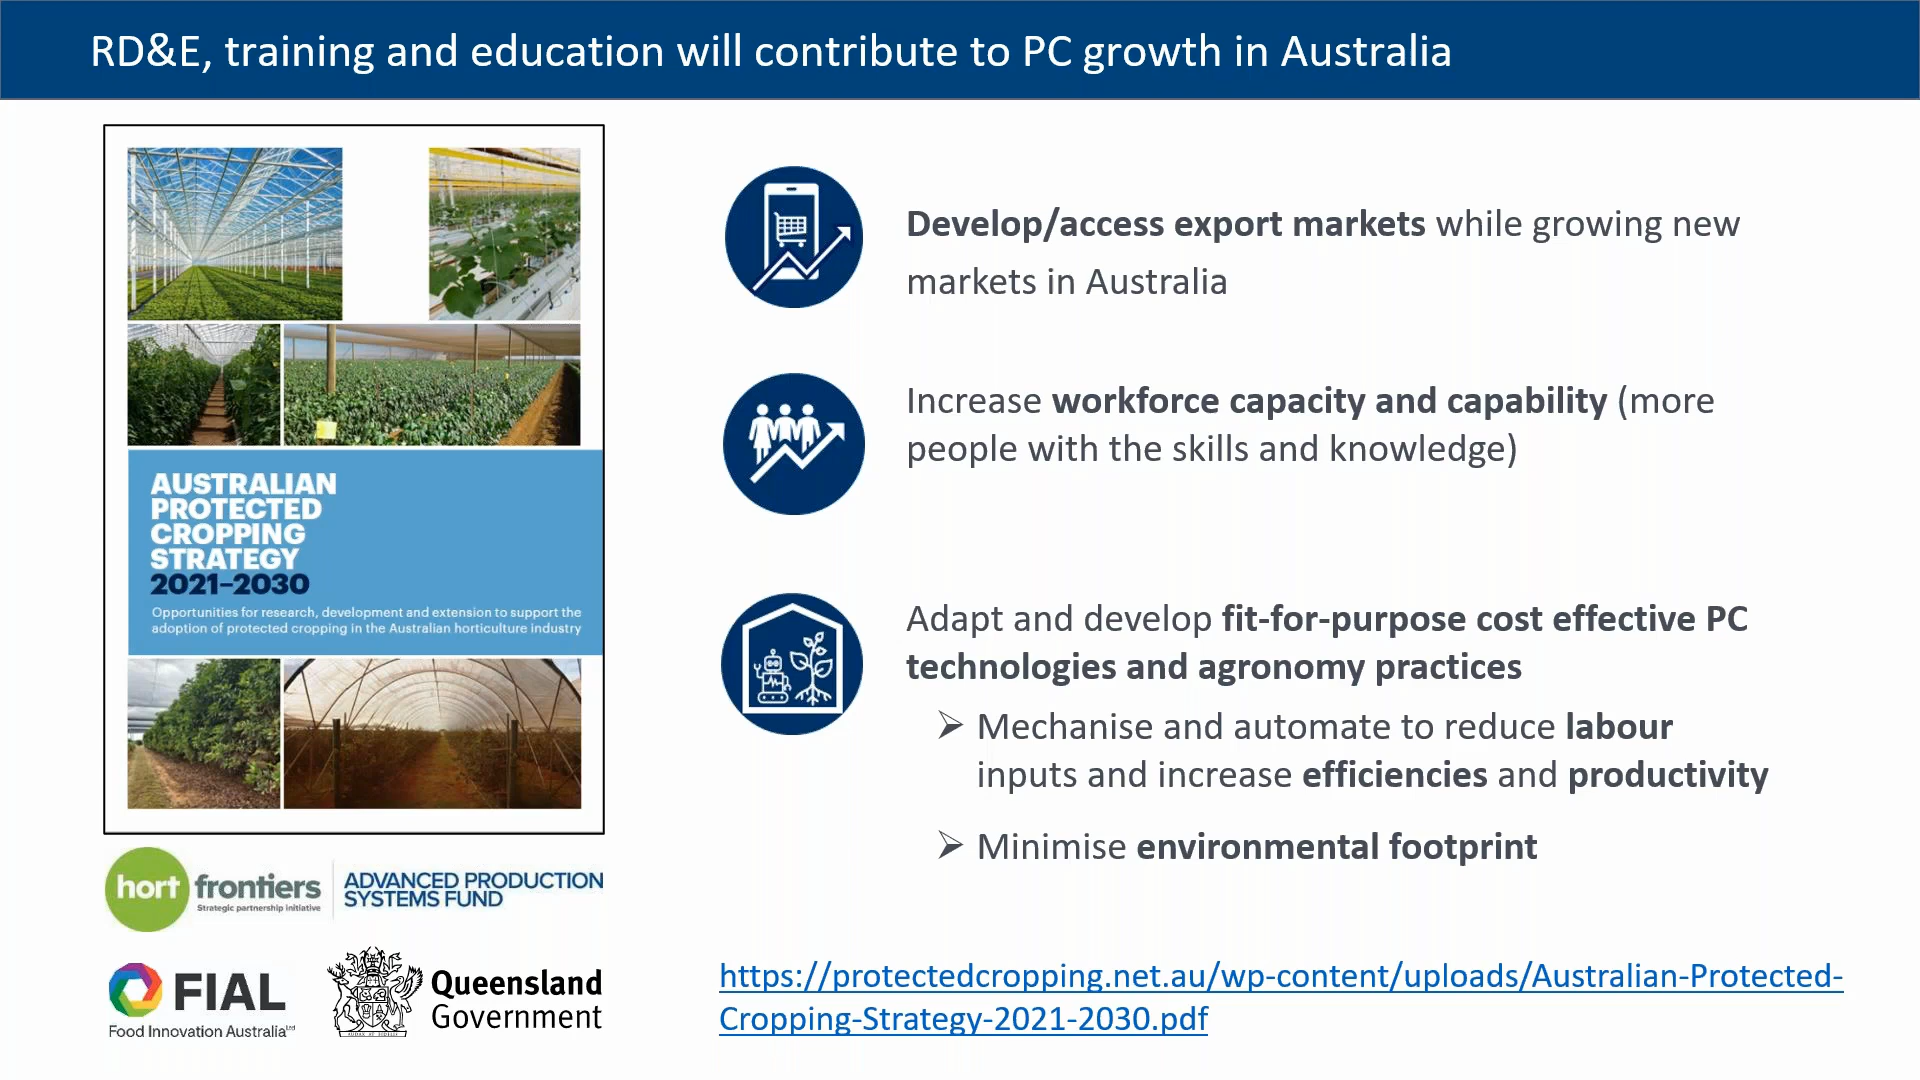 RD&E, training and education will contribute to PC growth in Australia
AUSTRALIAN
PROTECTED
CROPPING
STRATEGY
2021–2030
Opportunities for research, development and extension to support the
adoption of protected cropping in the Australian horticulture industry
hort frontiers
Strategic partnership initiative
ADVANCED PRODUCTION
SYSTEMS FUND
FIAL
Food Innovation Australia Ltd
Queensland
Government
Develop/access export markets while growing new
markets in Australia
Increase workforce capacity and capability (more
people with the skills and knowledge)
Adapt and develop fit-for-purpose cost effective PC
technologies and agronomy practices
➢ Mechanise and automate to reduce labour
inputs and increase efficiencies and productivity
➢ Minimise environmental footprint
https://protectedcropping.net.au/wp-content/uploads/Australian-Protected-
Cropping-Strategy-2021-2030.pdf